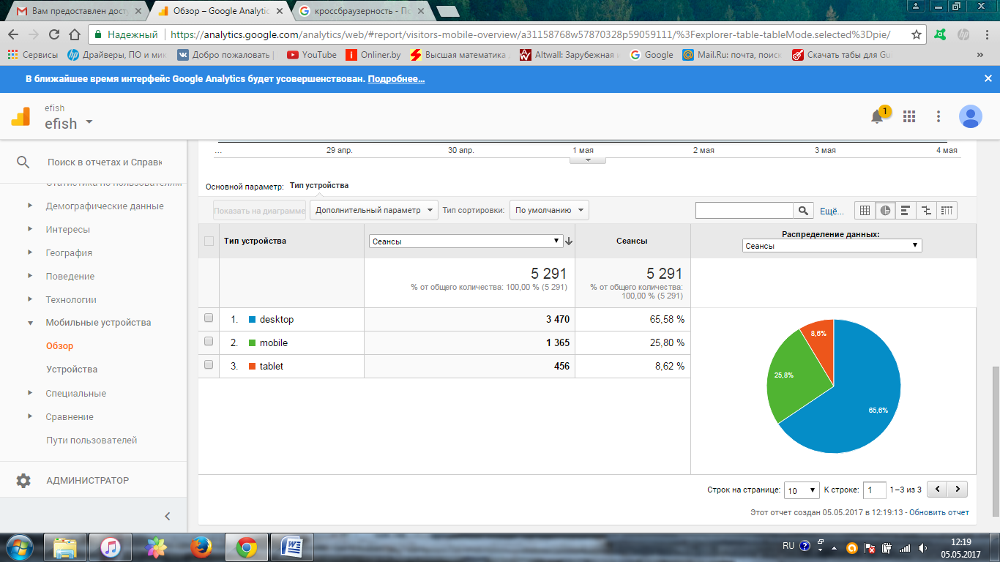 Вам предоставлен досту
Обзор – Google Analytic
кроссбраузерность - По
Надежный
https://analytics.google.com/analytics/web/#report/visitors-mobile-overview/a31158768w57870328p59059111/%3Fexplorer-table-tableMode.selected%3Dpie/
Сервисы
Драйверы, ПО и мик
Добро пожаловать |
YouTube
Onliner.by
Высшая математика
Altwall: Зарубежная
Google
Mail.Ru: почта, поиск
Скачать табы для Gu
»
В ближайшее время интерфейс Google Analytics будет усовершенствован. Подробнее…
efish
efish
1
Поиск в отчетах и Справк
Статистика по пользователям
Демографические данные
Интересы
География
Поведение
Технологии
Мобильные устройства
Обзор
Устройства
Специальные
Сравнение
Пути пользователей
АДМИНИСТРАТОР
... 29 апр. 30 апр. 1 мая 2 мая 3 мая 4 мая
Основной параметр: Тип устройства
Показать на диаграмме
Дополнительный параметр
Тип сортировки:
По умолчанию
Ещё...
Тип устройства
Сеансы
Сеансы
Распределение данных:
Сеансы
5 291
% от общего количества: 100,00 % (5 291)
5 291
% от общего количества:
100,00 % (5 291)
1. desktop 3 470 65,58 %
2. mobile 1 365 25,80 %
3. tablet 456 8,62 %
8,6%
25,8%
65,6%
Строк на странице: 10 К строке: 1 1–3 из 3
Этот отчет создан 05.05.2017 в 12:19:13 - Обновить отчет
RU
12:19
05.05.2017